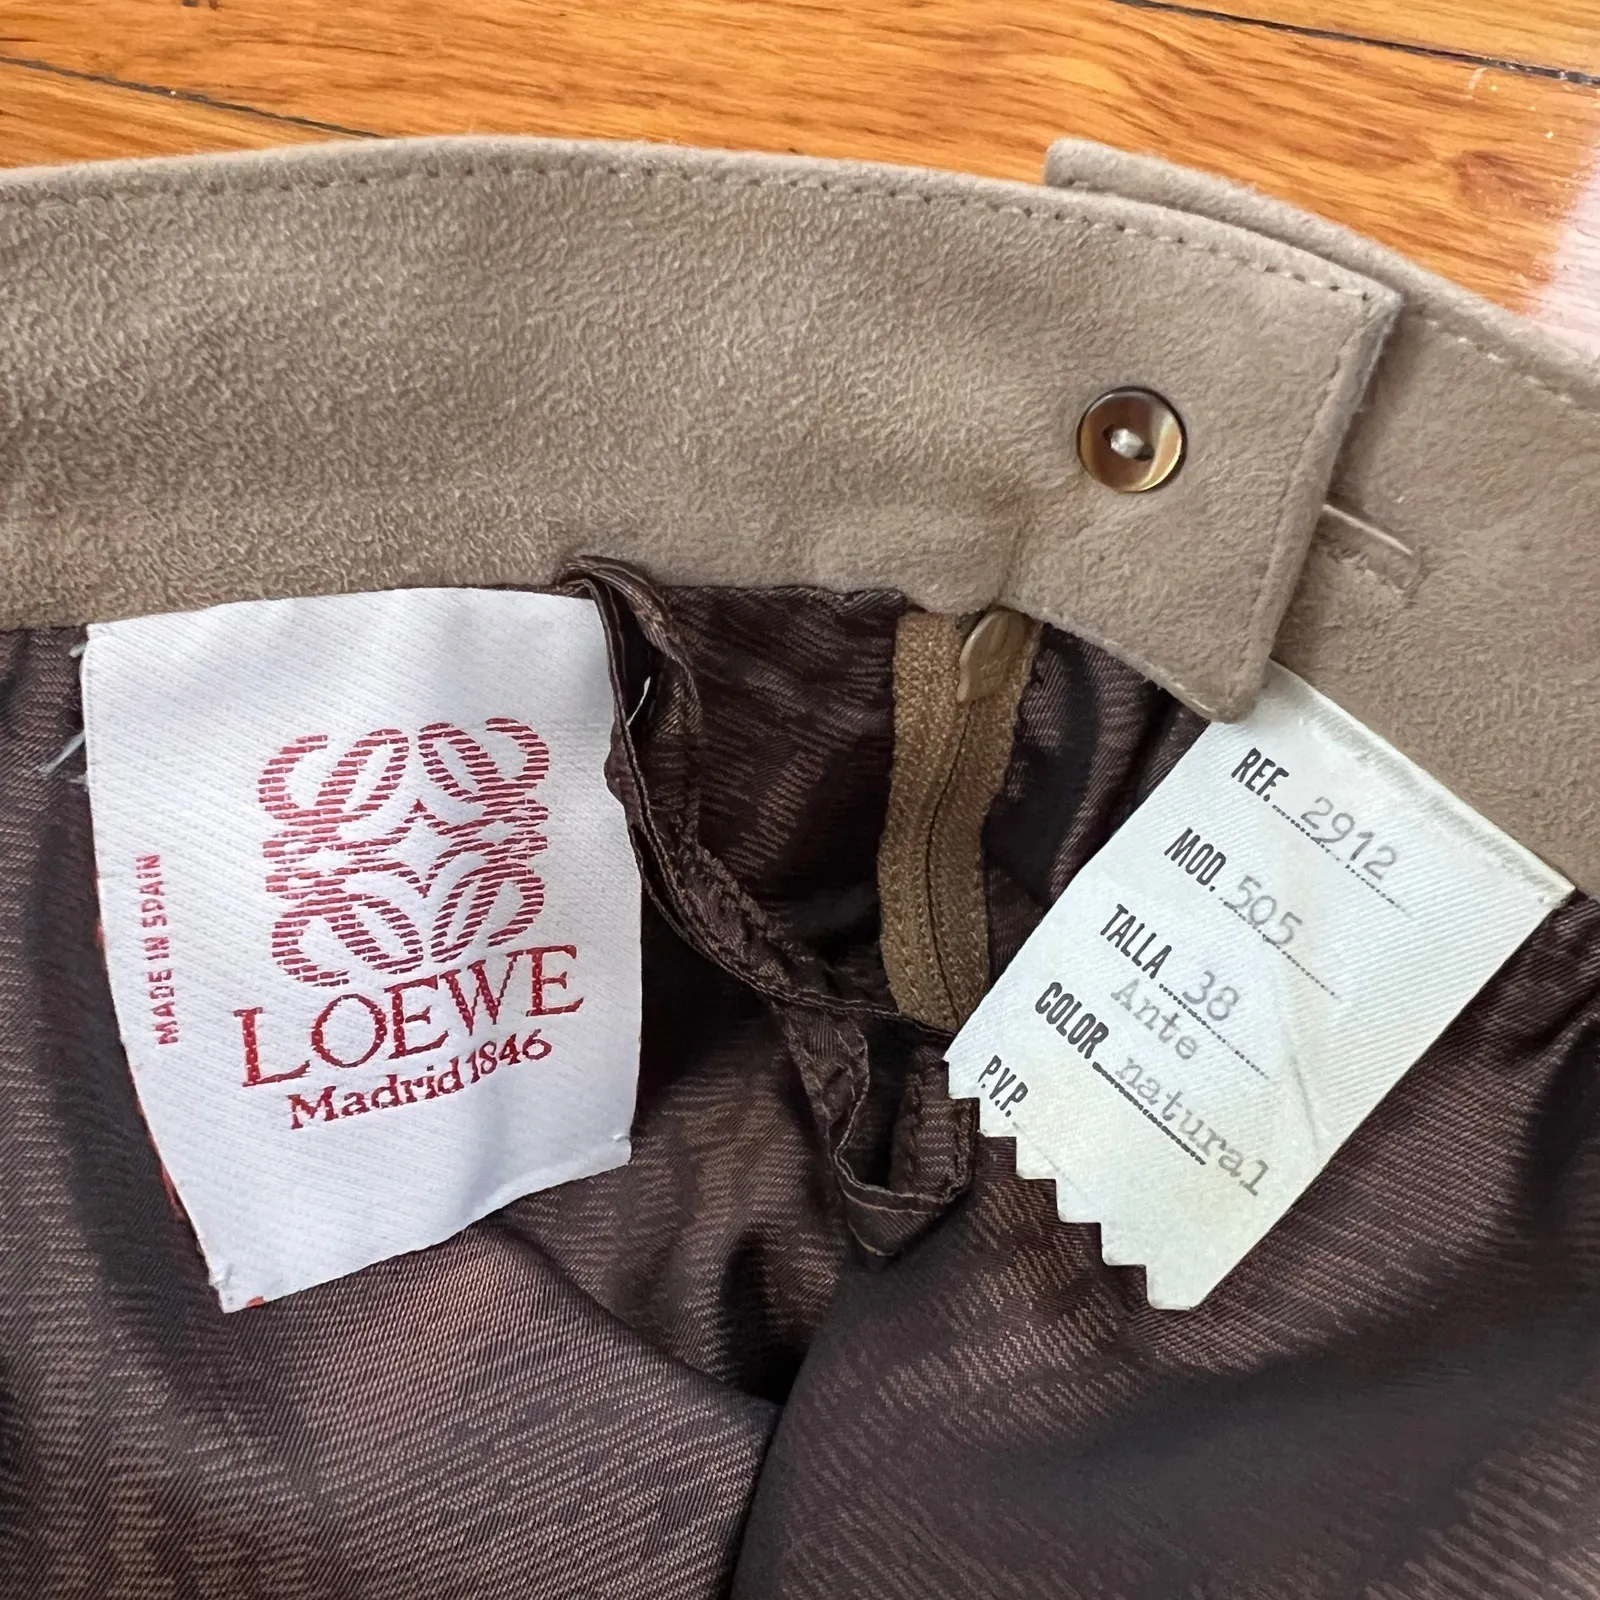 MADE IN SPAIN
LOEWE
Madrid 1846
REF. 2912
MOD. 505
TALLA 38
Ante
COLOR natural
P.V.P.